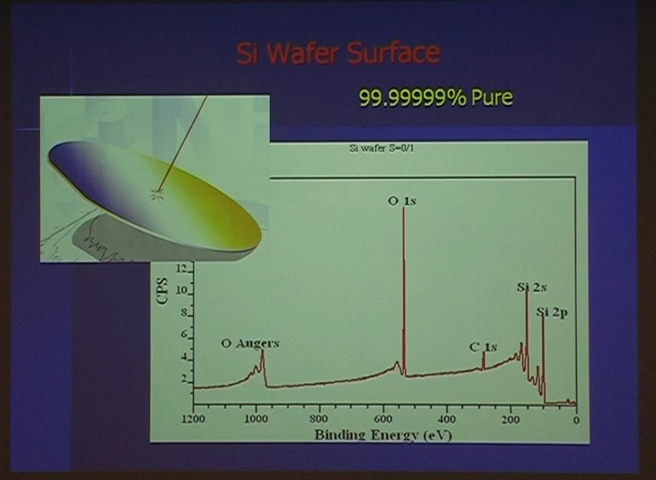 Si Wafer Surface
99.99999% Pure
Si wafer S=0/1
O 1s
12
Si 2s
10
CPS
8
Si 2p
6
O Augers
C 1s
4
2
1200 1000 800 600 400 200 0
Binding Energy (eV)